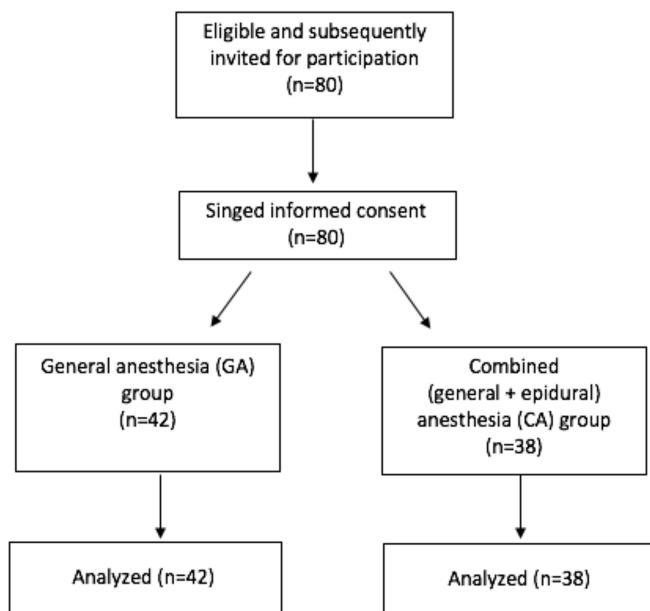 Eligible and subsequently
invited for participation
(n=80)
Singed informed consent
(n=80)
General anesthesia (GA)
group
(n=42)
Combined
(general + epidural)
anesthesia (CA) group
(n=38)
Analyzed (n=42)
Analyzed (n=38)